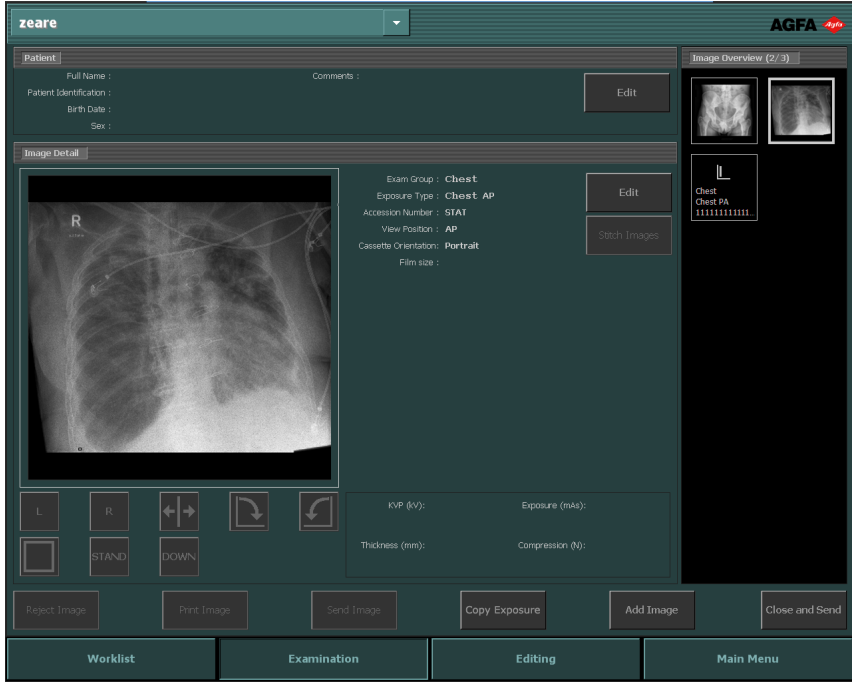 zeare
AGFA
Agfa
Patient
Full Name :
Comments :
Patient Identification :
Birth Date :
Sex :
Edit
Image Overview (2/3)
Image Detail
R
Exam Group : Chest
Exposure Type : Chest AP
Accession Number : STAT
View Position : AP
Cassette Orientation: Portrait
Film size :
Edit
Stitch Images
L
Chest
Chest PA
111111111111..
L
R
STAND
DOWN
KVP (kV):
Exposure (mAs):
Thickness (mm):
Compression (N):
Reject Image
Print Image
Send Image
Copy Exposure
Add Image
Close and Send
Worklist
Examination
Editing
Main Menu